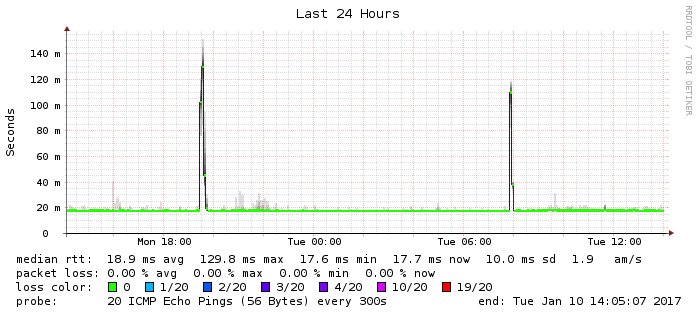 Last 24 Hours
RRDTOOL / TOBI OETIKER
Seconds
140 m
120 m
100 m
80 m
60 m
40 m
20 m
0
Mon 18:00 Tue 00:00 Tue 06:00 Tue 12:00
median rtt: 18.9 ms avg 129.8 ms max 17.6 ms min 17.7 ms now 10.0 ms sd 1.9 am/s
packet loss: 0.00 % avg 0.00 % max 0.00 % min 0.00 % now
loss color: 0 1/20 2/20 3/20 4/20 10/20 19/20
probe: 20 ICMP Echo Pings (56 Bytes) every 300s end: Tue Jan 10 14:05:07 2017